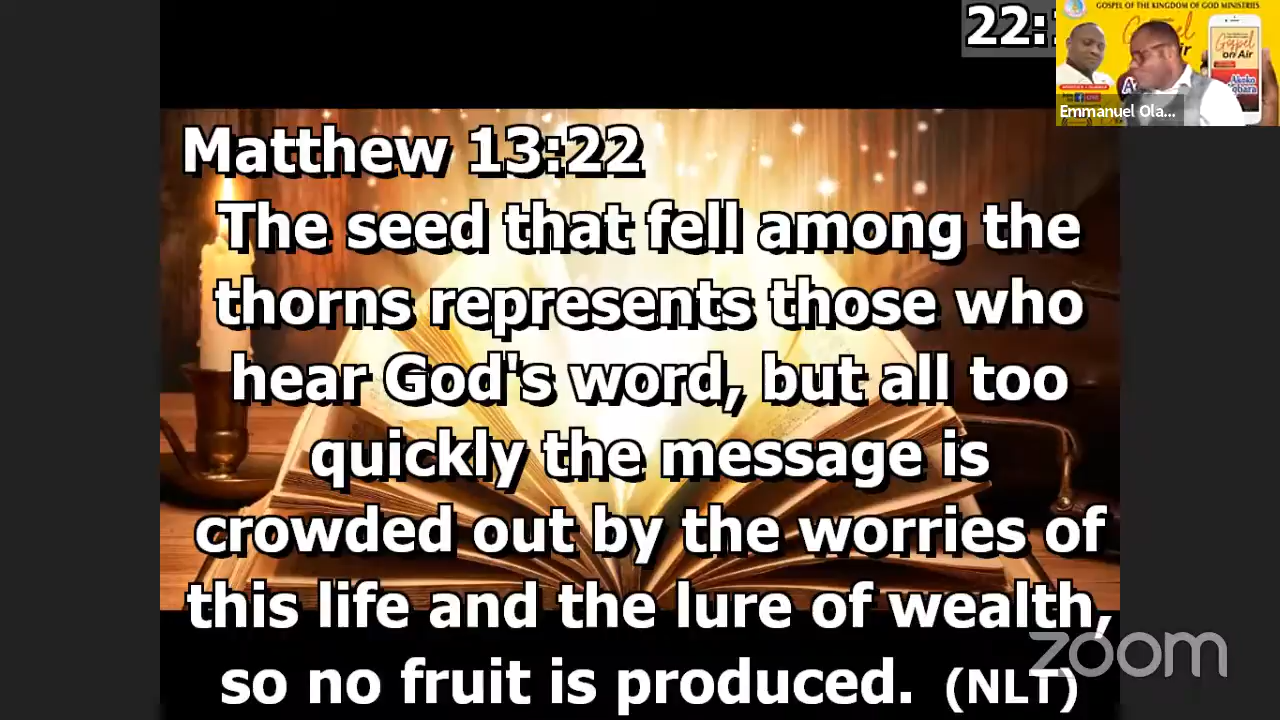 22:
GOSPEL OF THE KINGDOM OF GOD MINISTRIES
Gospel
on Air
Emmanuel Ola...
Matthew 13:22
The seed that fell among the
thorns represents those who
hear God's word, but all too
quickly the message is
crowded out by the worries of
this life and the lure of wealth,
so no fruit is produced. (NLT)
zoom